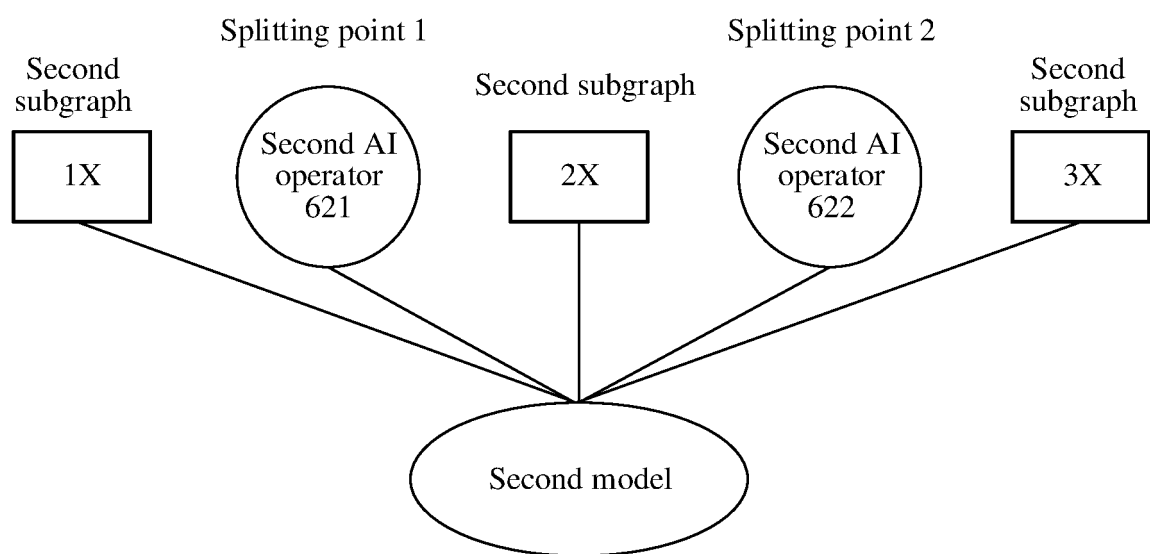 Splitting point 1
Splitting point 2
Second
subgraph
Second subgraph
Second
subgraph
1X
Second AI
operator
621
2X
Second AI
operator
622
3X
Second model